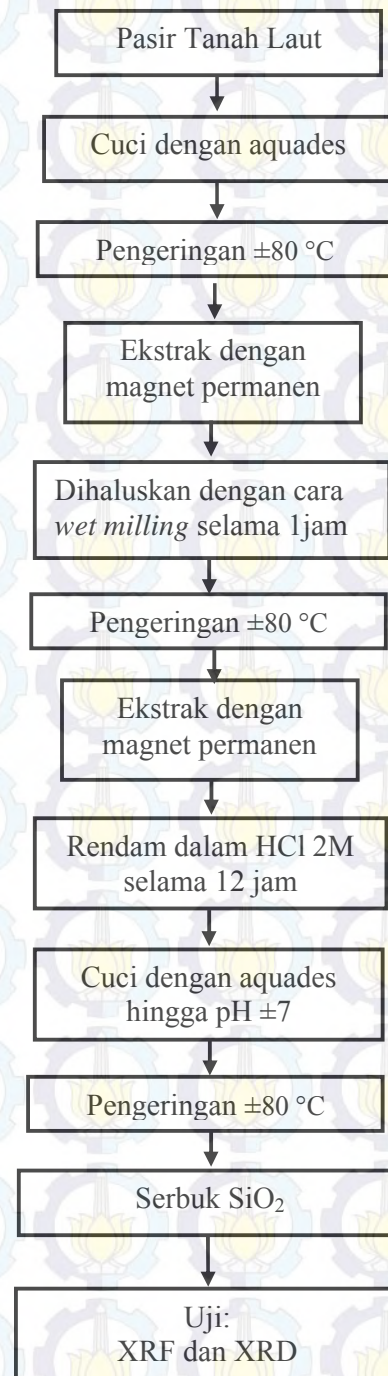 Pasir Tanah Laut
Cuci dengan aquades
Pengeringan ±80 °C
Ekstrak dengan
magnet permanen
Dihaluskan dengan cara
wet milling selama 1jam
Pengeringan ±80 °C
Ekstrak dengan
magnet permanen
Rendam dalam HCl 2M
selama 12 jam
Cuci dengan aquades
hingga pH ±7
Pengeringan ±80 °C
Serbuk SiO₂
Uji:
XRF dan XRD